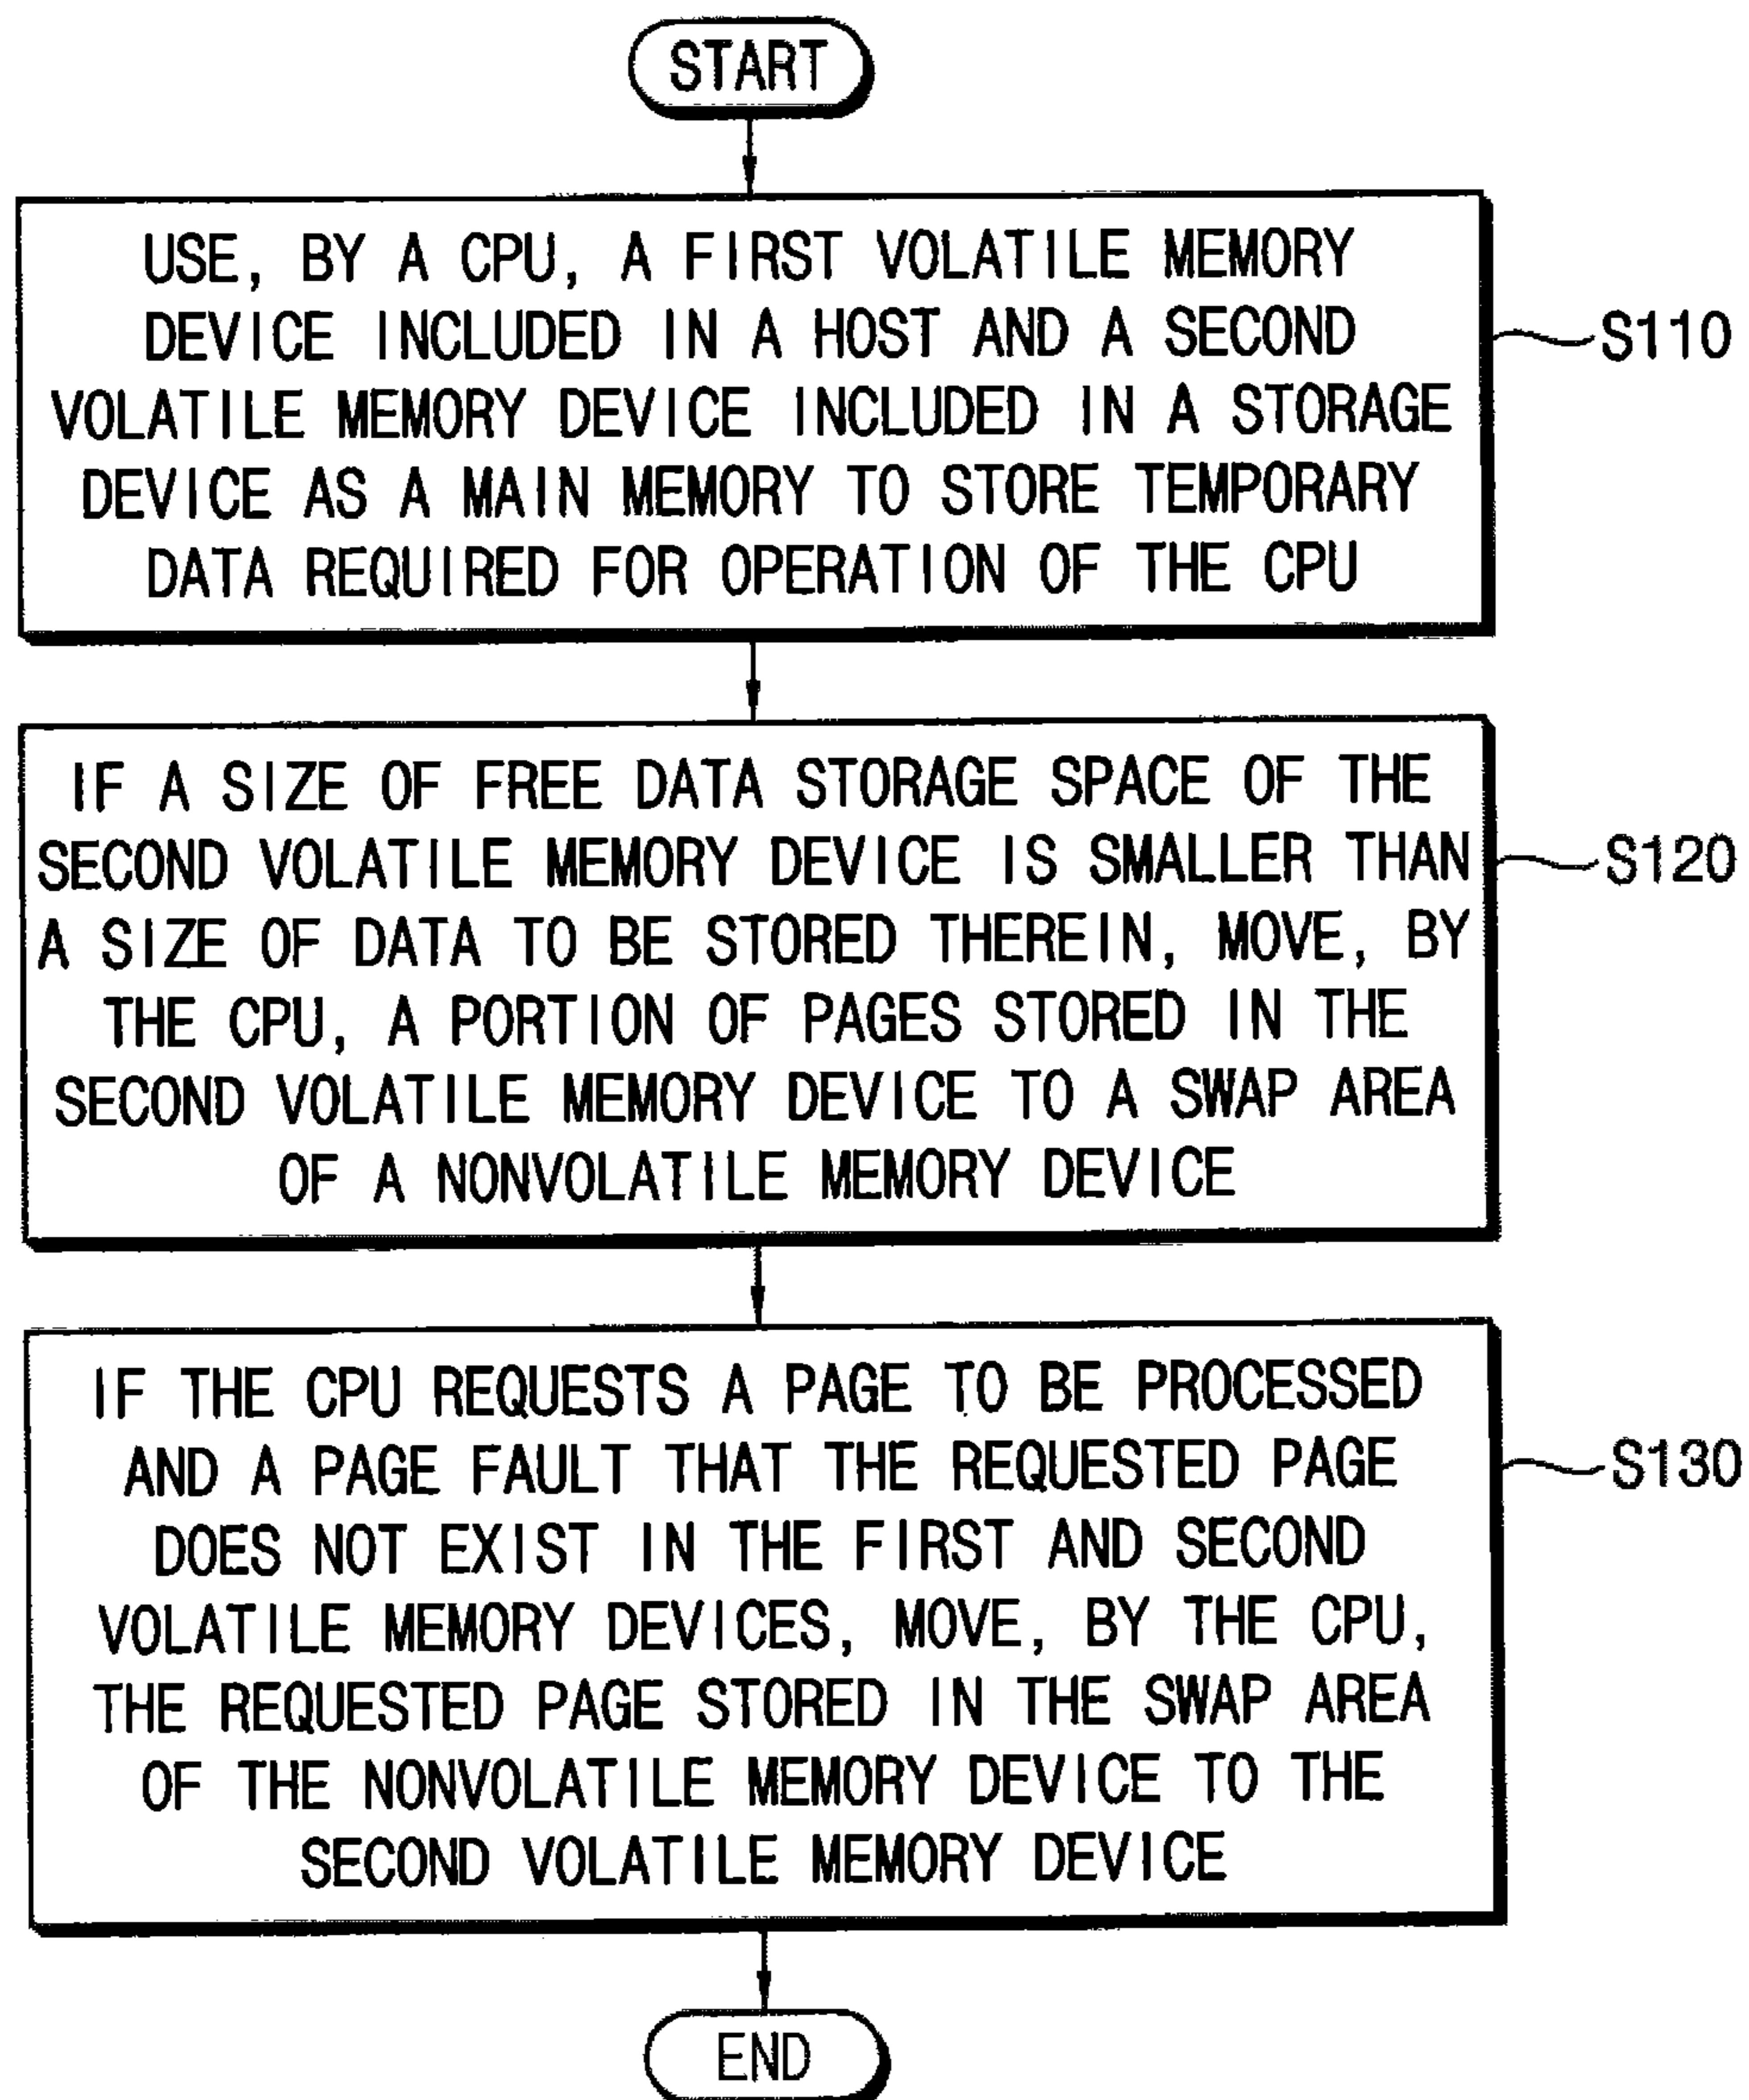 START
USE, BY A CPU, A FIRST VOLATILE MEMORY
DEVICE INCLUDED IN A HOST AND A SECOND
VOLATILE MEMORY DEVICE INCLUDED IN A STORAGE
DEVICE AS A MAIN MEMORY TO STORE TEMPORARY
DATA REQUIRED FOR OPERATION OF THE CPU
S110
IF A SIZE OF FREE DATA STORAGE SPACE OF THE
SECOND VOLATILE MEMORY DEVICE IS SMALLER THAN
A SIZE OF DATA TO BE STORED THEREIN, MOVE, BY
THE CPU, A PORTION OF PAGES STORED IN THE
SECOND VOLATILE MEMORY DEVICE TO A SWAP AREA
OF A NONVOLATILE MEMORY DEVICE
S120
IF THE CPU REQUESTS A PAGE TO BE PROCESSED
AND A PAGE FAULT THAT THE REQUESTED PAGE
DOES NOT EXIST IN THE FIRST AND SECOND
VOLATILE MEMORY DEVICES, MOVE, BY THE CPU,
THE REQUESTED PAGE STORED IN THE SWAP AREA
OF THE NONVOLATILE MEMORY DEVICE TO THE
SECOND VOLATILE MEMORY DEVICE
S130
END